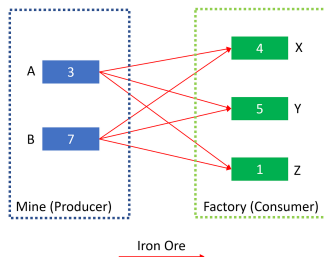 4 X
A 3
5 Y
B 7
1 Z
Mine (Producer)
Factory (Consumer)
Iron Ore